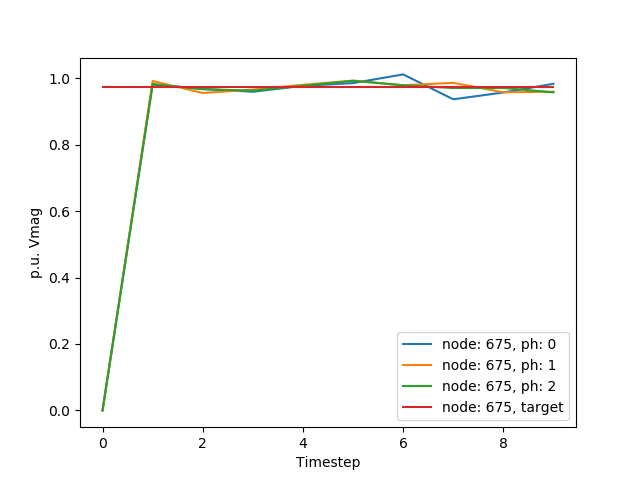 1.0
0.8
0.6
0.4
0.2
0.0
p.u. Vmag
0 2 4 6 8
Timestep
node: 675, ph: 0
node: 675, ph: 1
node: 675, ph: 2
node: 675, target